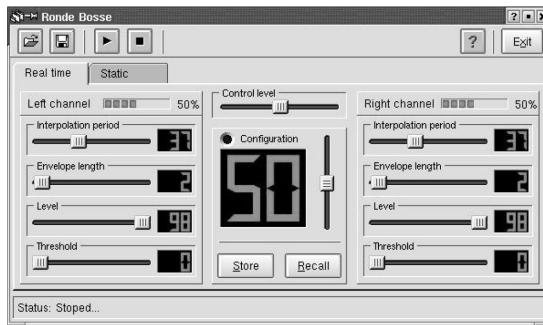 Ronde Bosse
Exit
Real time
Static
Left channel 50%
Interpolation period
37
Envelope length
2
Level
98
Threshold
0
Control level
Configuration
50
Store
Recall
Right channel 50%
Interpolation period
37
Envelope length
2
Level
98
Threshold
0
Status: Stoped...